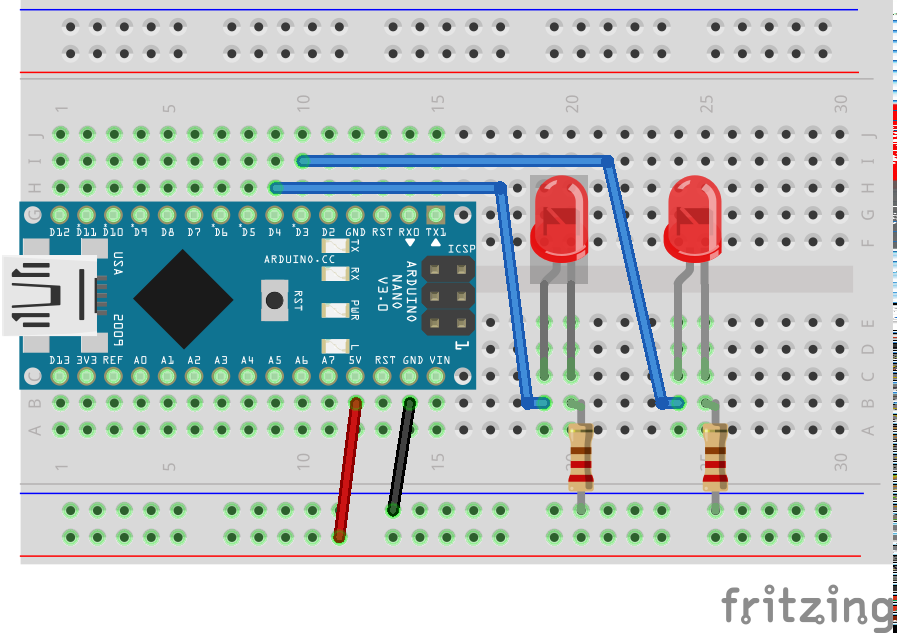 1 5 10 15 20 25 30
J J
I I
H H
G G
D12 D11 D10 D9 D8 D7 D6 D5 D4 D3 D2 GND RST RX0 TX1
F
USA
ARDUINO.CC
TX
ICSP
RX
RST
ARDUINO
NANO
V3.0
PWR
5009
L
1
E E
D D
D13 3V3 REF A0 A1 A2 A3 A4 A5 A6 A7 5V RST GND VIN
C C
B B
A A
1 5 10 15 20 25 30
fritzing